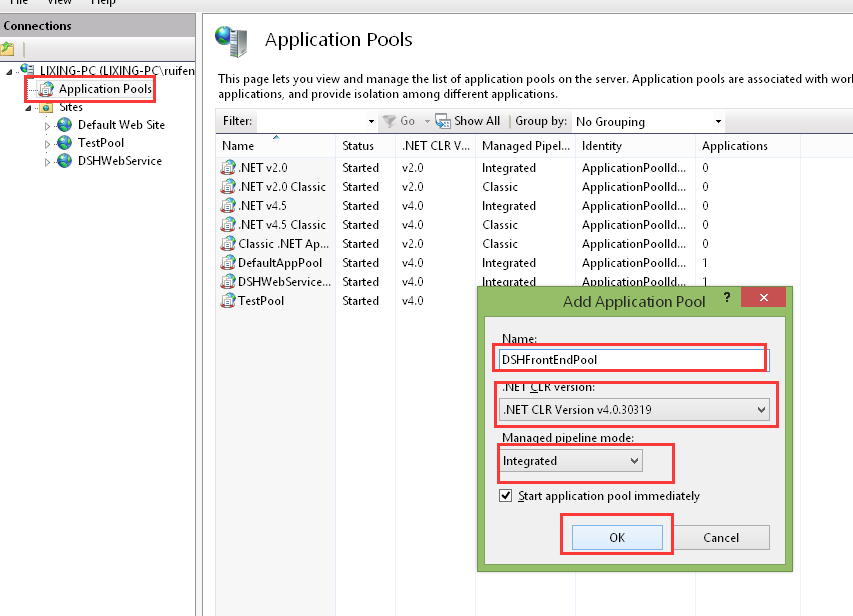 File View Help
Connections
LIXING-PC (LIXING-PC\ruifen
Application Pools
Sites
Default Web Site
TestPool
DSHWebService
Application Pools
This page lets you view and manage the list of application pools on the server. Application pools are associated with wor
applications, and provide isolation among different applications.
Filter: Go Show All Group by: No Grouping
Name Status .NET CLR V... Managed Pipel... Identity Applications
.NET v2.0 Started v2.0 Integrated ApplicationPoolId... 0
.NET v2.0 Classic Started v2.0 Classic ApplicationPoolId... 0
.NET v4.5 Started v4.0 Integrated ApplicationPoolId... 0
.NET v4.5 Classic Started v4.0 Classic ApplicationPoolId... 0
Classic .NET Ap... Started v2.0 Classic ApplicationPoolId... 0
DefaultAppPool Started v4.0 Integrated ApplicationPoolId... 1
DSHWebService... Started v4.0 Integrated ApplicationPoolId... 1
TestPool Started v4.0
Add Application Pool ?
Name:
DSHFrontEndPool
.NET CLR version:
.NET CLR Version v4.0.30319
Managed pipeline mode:
Integrated
Start application pool immediately
OK Cancel